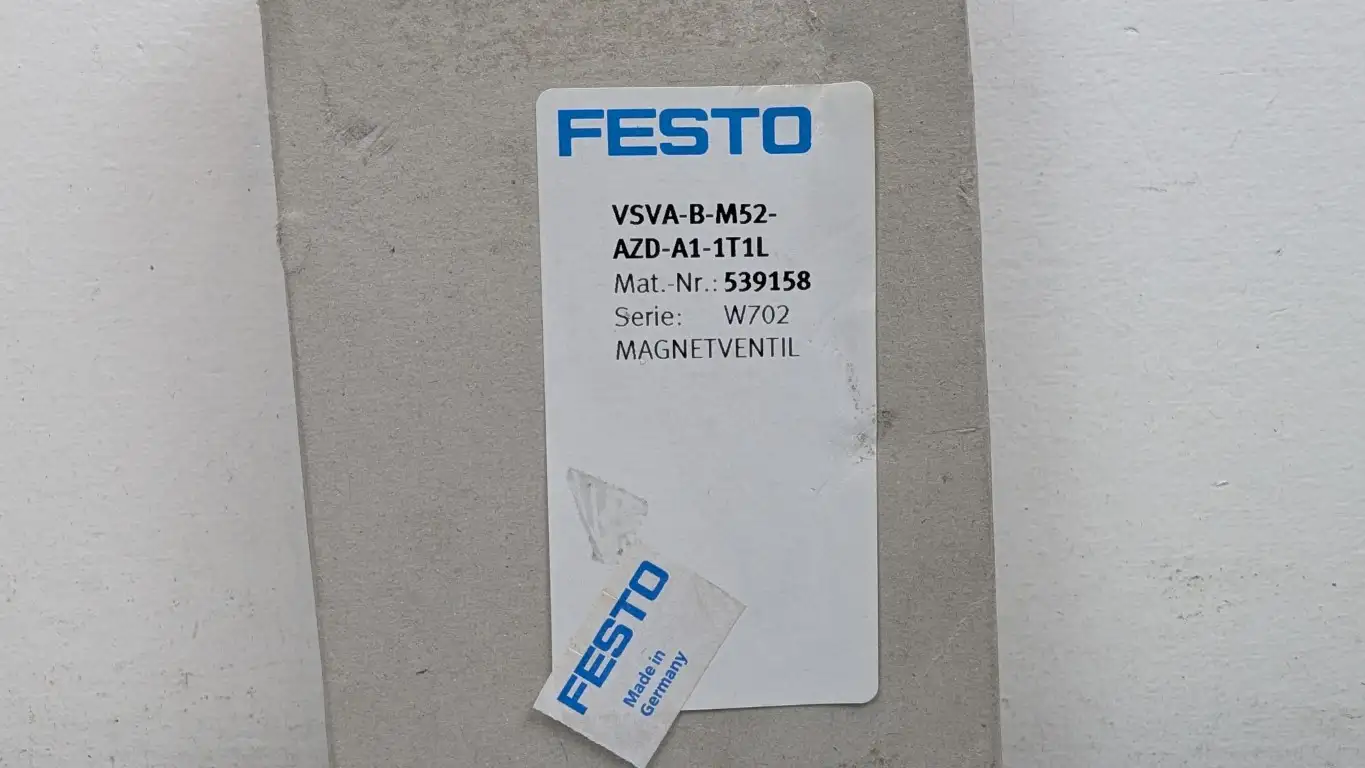 FESTO
VSVA-B-M52-
AZD-A1-1T1L
Mat.-Nr.: 539158
Serie: W702
MAGNETVENTIL
FESTO
Made in
Germany